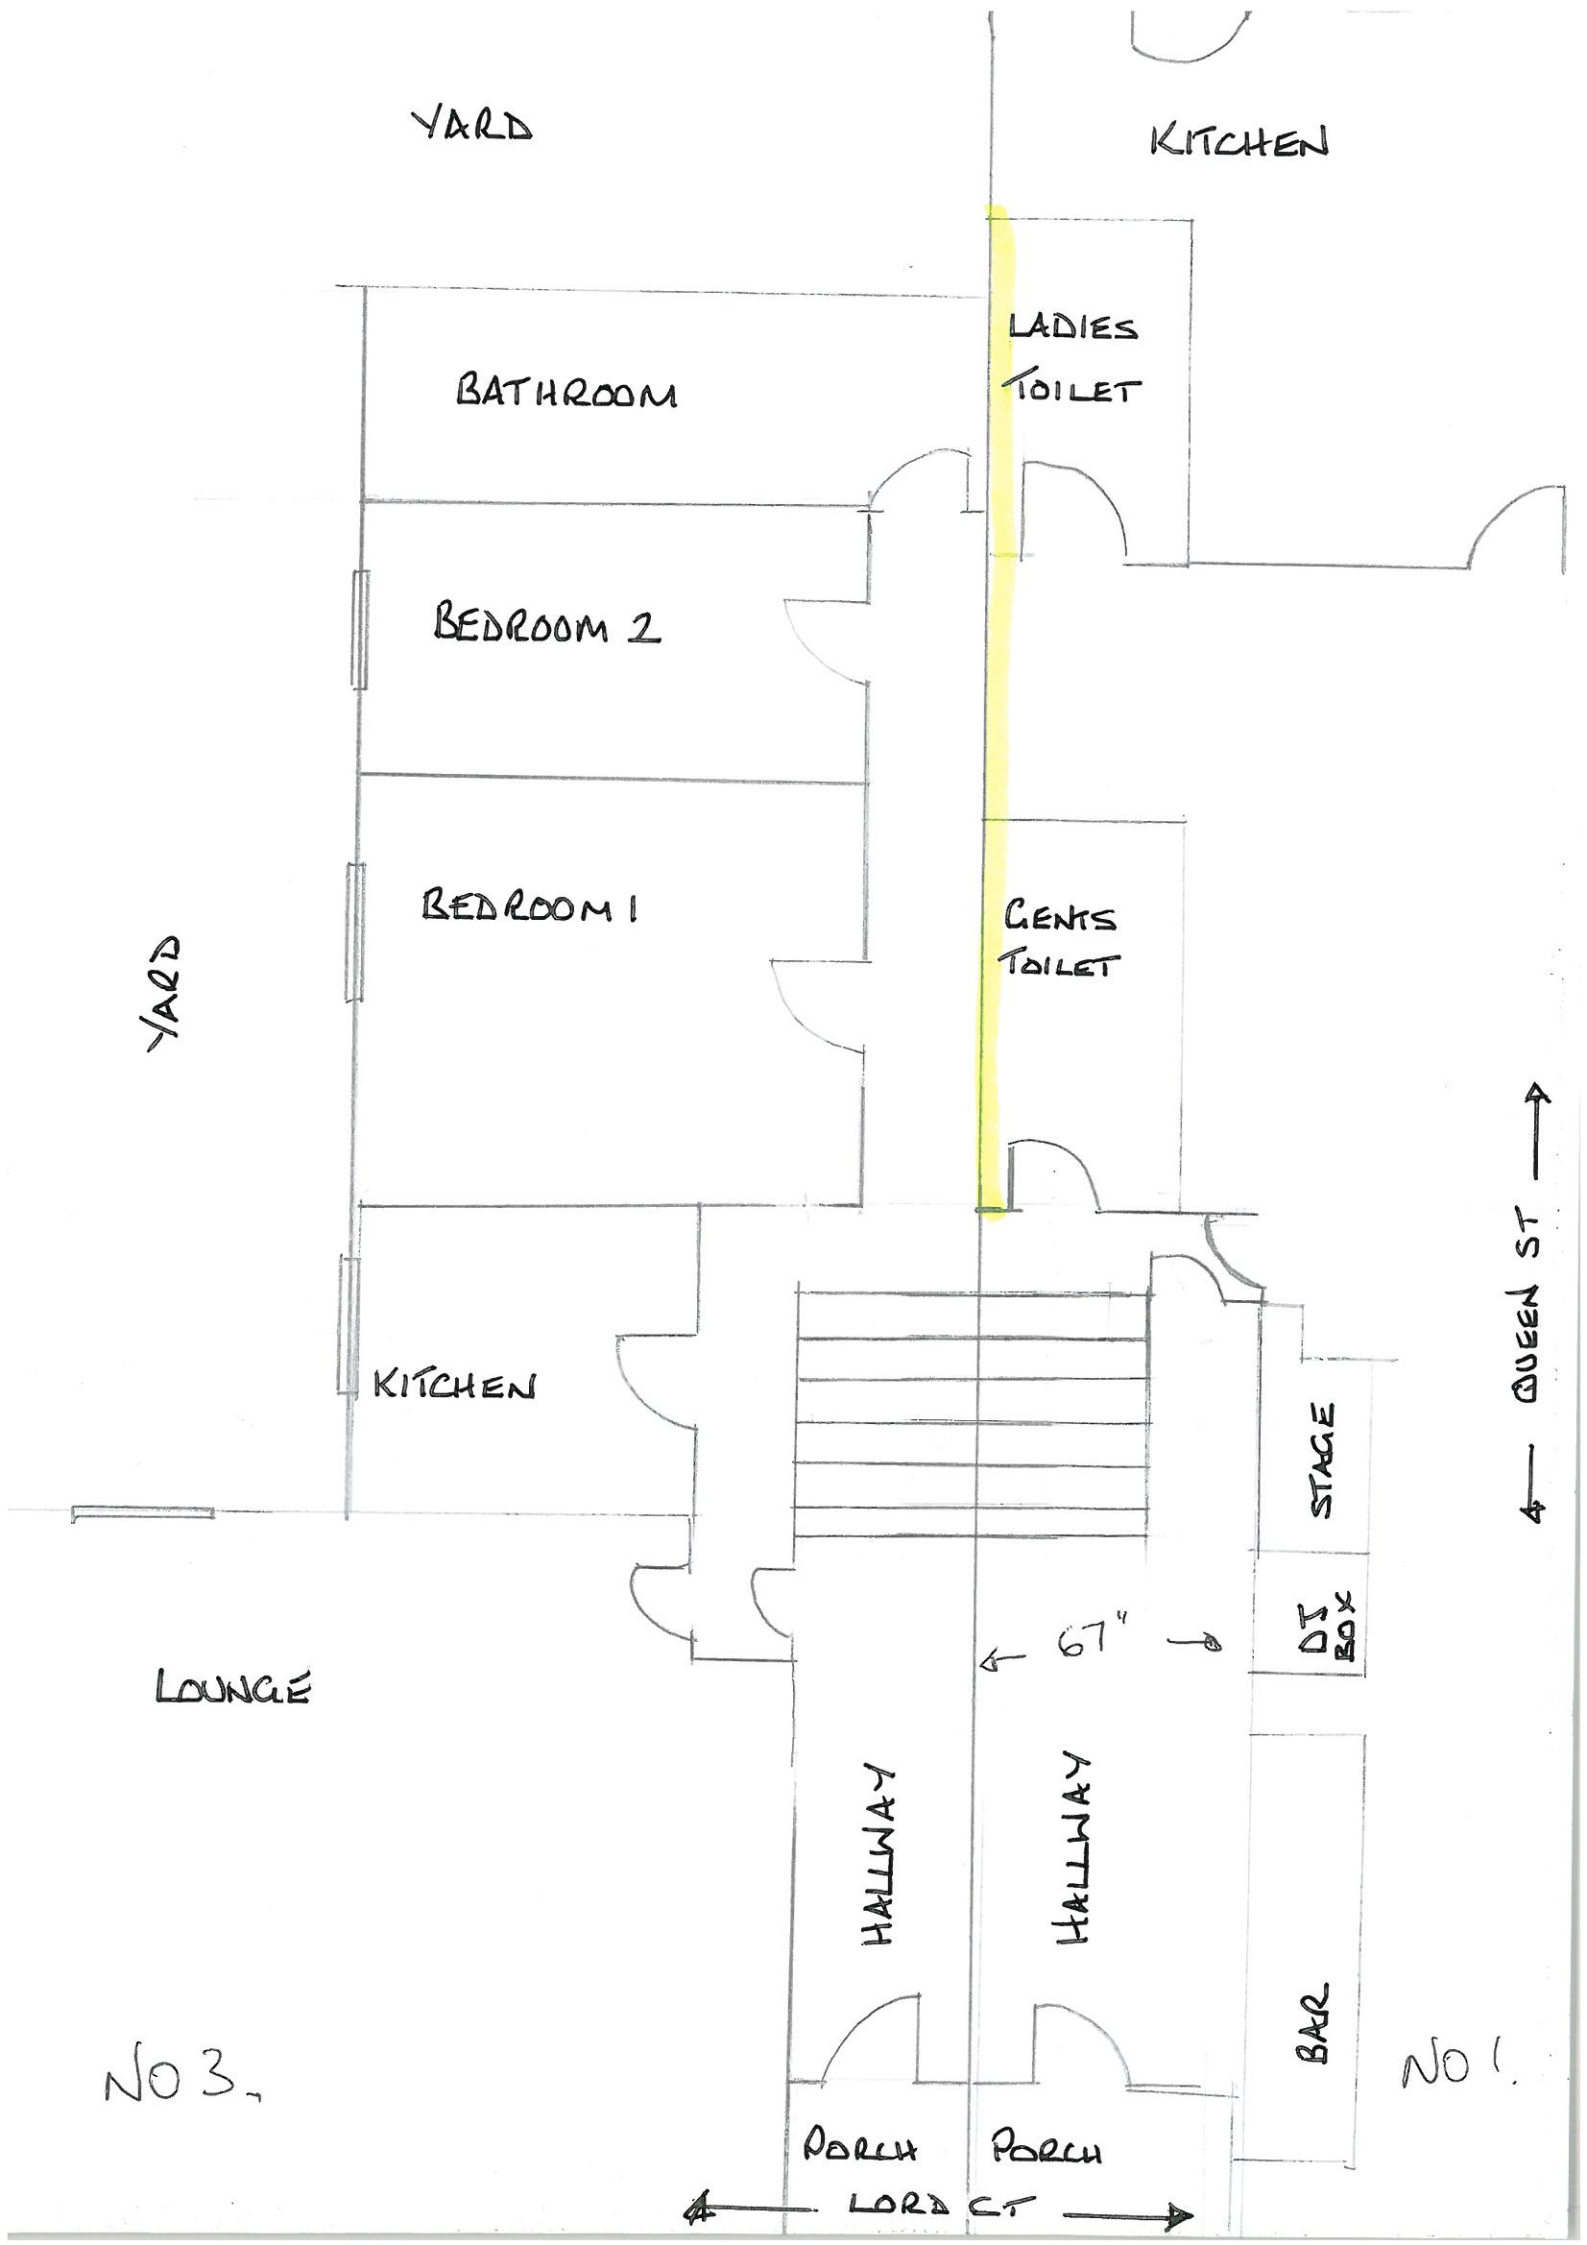 YARD
KITCHEN
LADIES
TOILET
BATHROOM
BEDROOM 2
BEDROOM 1
GENTS
TOILET
YARD
QUEEN ST
KITCHEN
STAGE
DJ
BOX
67"
LOUNGE
HALLWAY
HALLWAY
BAR
NO 3.
NO 1.
PORCH
PORCH
LORD CT